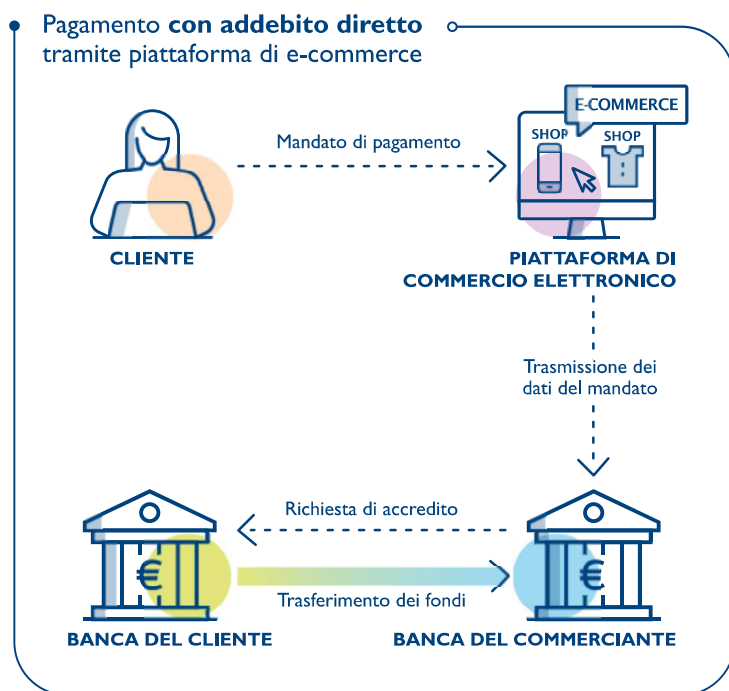 Pagamento con addebito diretto
tramite piattaforma di e-commerce
E-COMMERCE
SHOP
SHOP
Mandato di pagamento
CLIENTE
PIATTAFORMA DI
COMMERCIO ELETTRONICO
Trasmissione dei
dati del mandato
Richiesta di accredito
€
€
Trasferimento dei fondi
BANCA DEL CLIENTE
BANCA DEL COMMERCIANTE